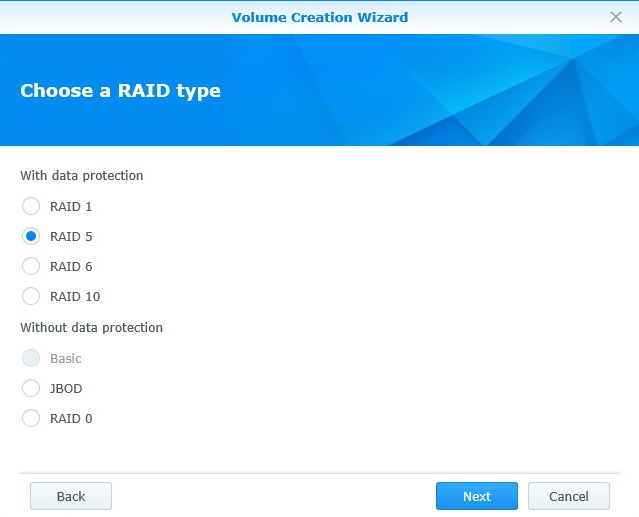 Volume Creation Wizard
Choose a RAID type
With data protection
RAID 1
RAID 5
RAID 6
RAID 10
Without data protection
Basic
JBOD
RAID 0
Back Next Cancel